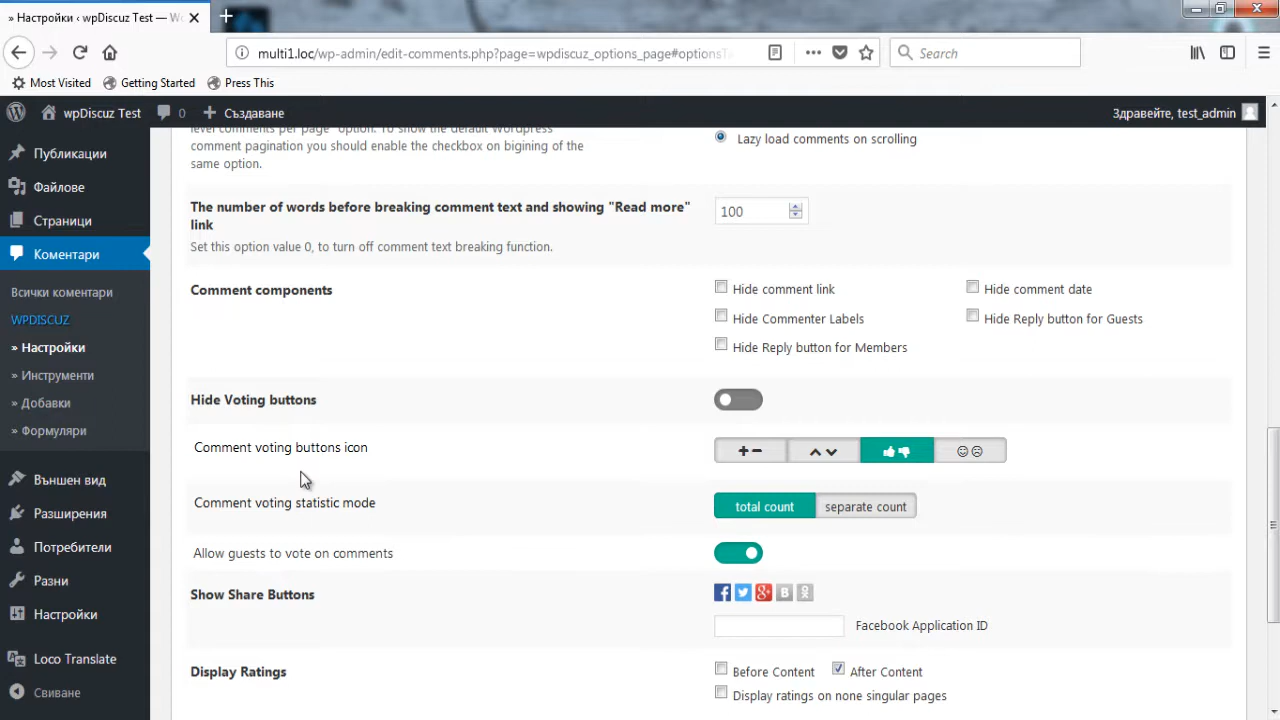 » Настройки ‹ wpDiscuz Test — W
multi1.loc/wp-admin/edit-comments.php?page=wpdiscuz_options_page#optionsT
Search
Most Visited
Getting Started
Press This
wpDiscuz Test
0
Създаване
Здравейте, test_admin
Публикации
Файлове
Страници
Коментари
Всички коментари
WPDISCUZ
» Настройки
» Инструменти
» Добавки
» Формуляри
Външен вид
Разширения
Потребители
Разни
Настройки
Loco Translate
Свиване
level comments per page" option. To show the default Wordpress
comment pagination you should enable the checkbox on bigining of the
same option.
Lazy load comments on scrolling
The number of words before breaking comment text and showing "Read more"
link
Set this option value 0, to turn off comment text breaking function.
100
Comment components
Hide comment link
Hide comment date
Hide Commenter Labels
Hide Reply button for Guests
Hide Reply button for Members
Hide Voting buttons
Comment voting buttons icon
Comment voting statistic mode
total count
separate count
Allow guests to vote on comments
Show Share Buttons
Facebook Application ID
Display Ratings
Before Content
After Content
Display ratings on none singular pages